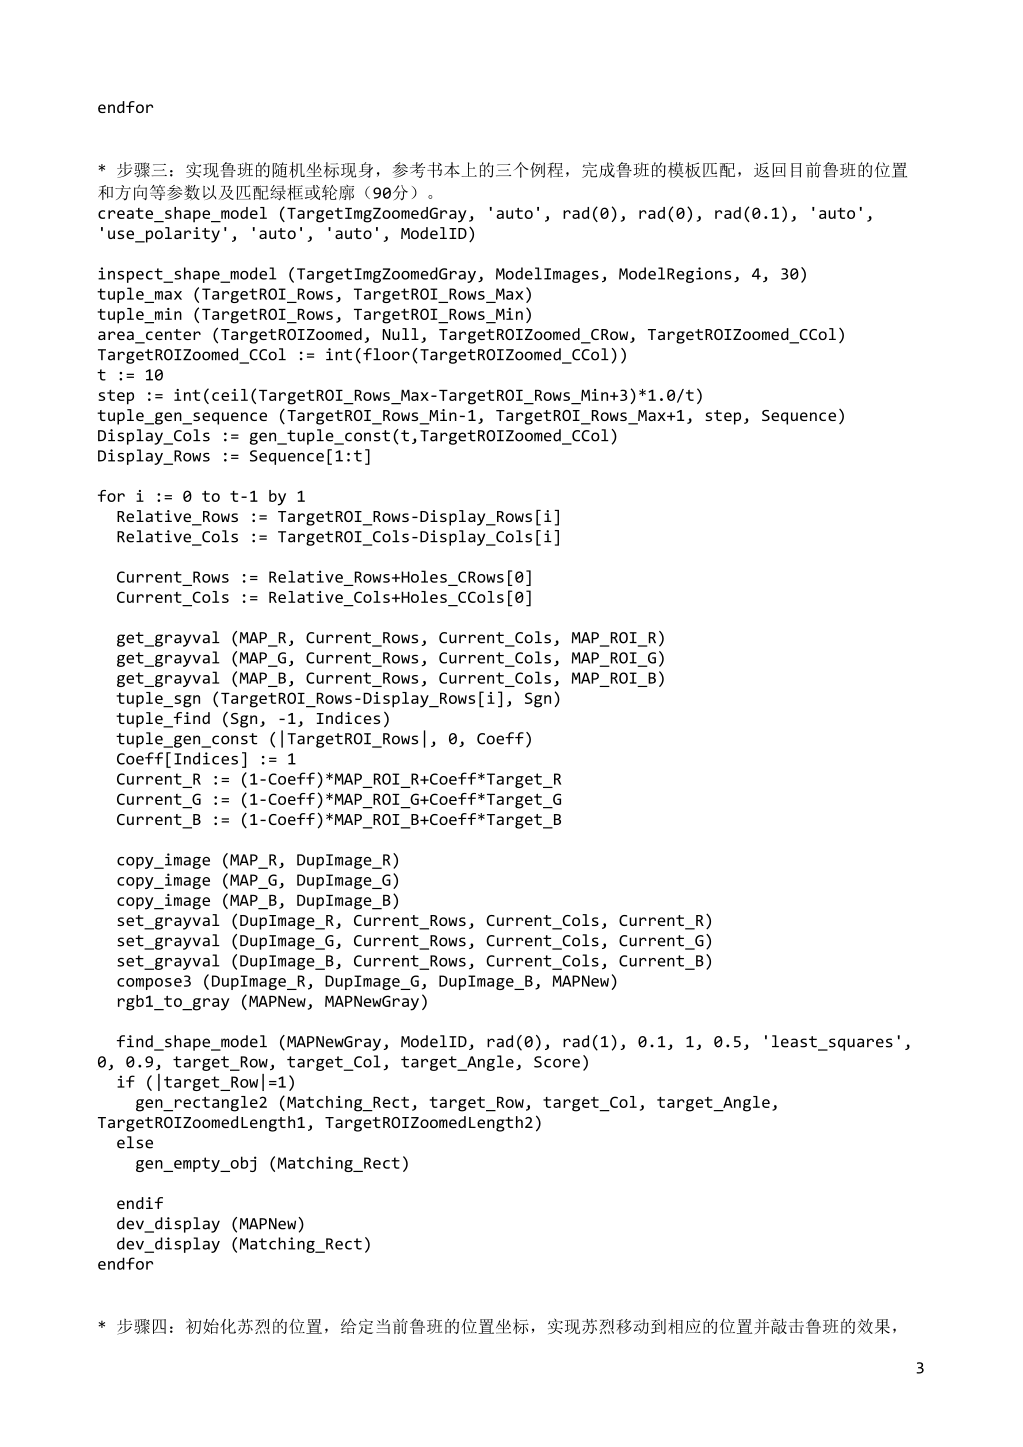 endfor
* 步骤三：实现鲁班的随机坐标现身，参考书本上的三个例程，完成鲁班的模板匹配，返回目前鲁班的位置
和方向等参数以及匹配绿框或轮廓（90分）。
create_shape_model (TargetImgZoomedGray, 'auto', rad(0), rad(0), rad(0.1), 'auto',
'use_polarity', 'auto', 'auto', ModelID)
inspect_shape_model (TargetImgZoomedGray, ModelImages, ModelRegions, 4, 30)
tuple_max (TargetROI_Rows, TargetROI_Rows_Max)
tuple_min (TargetROI_Rows, TargetROI_Rows_Min)
area_center (TargetROIZoomed, Null, TargetROIZoomed_CRow, TargetROIZoomed_CCol)
TargetROIZoomed_CCol := int(floor(TargetROIZoomed_CCol))
t := 10
step := int(ceil(TargetROI_Rows_Max-TargetROI_Rows_Min+3)*1.0/t)
tuple_gen_sequence (TargetROI_Rows_Min-1, TargetROI_Rows_Max+1, step, Sequence)
Display_Cols := gen_tuple_const(t,TargetROIZoomed_CCol)
Display_Rows := Sequence[1:t]
for i := 0 to t-1 by 1
Relative_Rows := TargetROI_Rows-Display_Rows[i]
Relative_Cols := TargetROI_Cols-Display_Cols[i]
Current_Rows := Relative_Rows+Holes_CRows[0]
Current_Cols := Relative_Cols+Holes_CCols[0]
get_grayval (MAP_R, Current_Rows, Current_Cols, MAP_ROI_R)
get_grayval (MAP_G, Current_Rows, Current_Cols, MAP_ROI_G)
get_grayval (MAP_B, Current_Rows, Current_Cols, MAP_ROI_B)
tuple_sgn (TargetROI_Rows-Display_Rows[i], Sgn)
tuple_find (Sgn, -1, Indices)
tuple_gen_const (|TargetROI_Rows|, 0, Coeff)
Coeff[Indices] := 1
Current_R := (1-Coeff)*MAP_ROI_R+Coeff*Target_R
Current_G := (1-Coeff)*MAP_ROI_G+Coeff*Target_G
Current_B := (1-Coeff)*MAP_ROI_B+Coeff*Target_B
copy_image (MAP_R, DupImage_R)
copy_image (MAP_G, DupImage_G)
copy_image (MAP_B, DupImage_B)
set_grayval (DupImage_R, Current_Rows, Current_Cols, Current_R)
set_grayval (DupImage_G, Current_Rows, Current_Cols, Current_G)
set_grayval (DupImage_B, Current_Rows, Current_Cols, Current_B)
compose3 (DupImage_R, DupImage_G, DupImage_B, MAPNew)
rgb1_to_gray (MAPNew, MAPNewGray)
find_shape_model (MAPNewGray, ModelID, rad(0), rad(1), 0.1, 1, 0.5, 'least_squares',
0, 0.9, target_Row, target_Col, target_Angle, Score)
if (|target_Row|=1)
gen_rectangle2 (Matching_Rect, target_Row, target_Col, target_Angle,
TargetROIZoomedLength1, TargetROIZoomedLength2)
else
gen_empty_obj (Matching_Rect)
endif
dev_display (MAPNew)
dev_display (Matching_Rect)
endfor
* 步骤四：初始化苏烈的位置，给定当前鲁班的位置坐标，实现苏烈移动到相应的位置并敲击鲁班的效果，
3